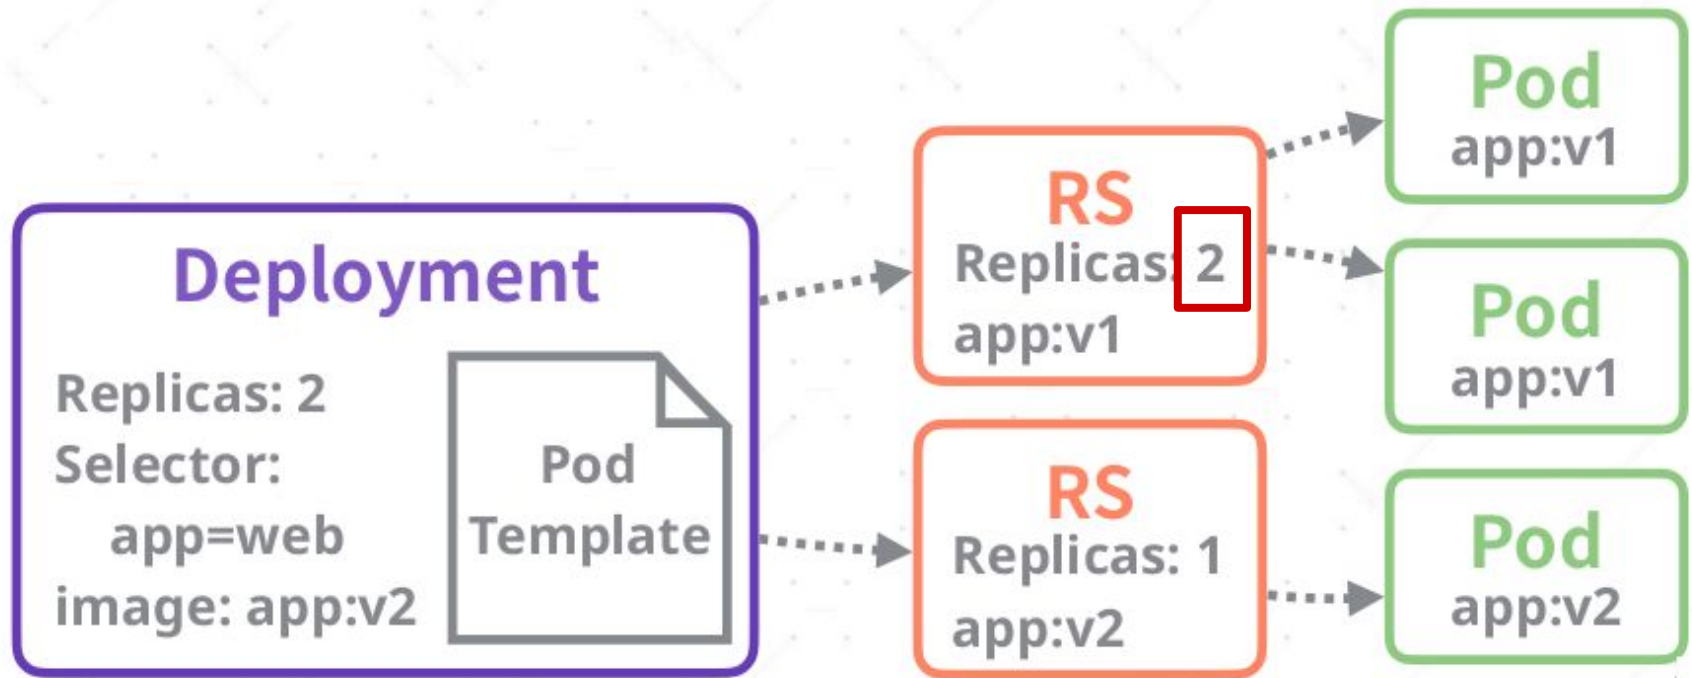 Deployment
Replicas: 2
Selector:
app=web
image: app:v2
Pod
Template
RS
Replicas: 2
app:v1
RS
Replicas: 1
app:v2
Pod
app:v1
Pod
app:v1
Pod
app:v2